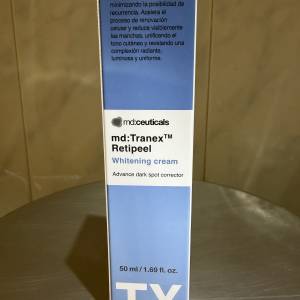 minimizando la posibilidad de
recurrencia. Acelera el
proceso de renovación
celular y reduce visiblemente
las manchas, unificando el
tono cutáneo y revelando una
complexión radiante,
luminosa y uniforme.
md:ceuticals
md:Tranex™
Retipeel
Whitening cream
Advance dark spot corrector
50 ml / 1.69 fl. oz.
TX